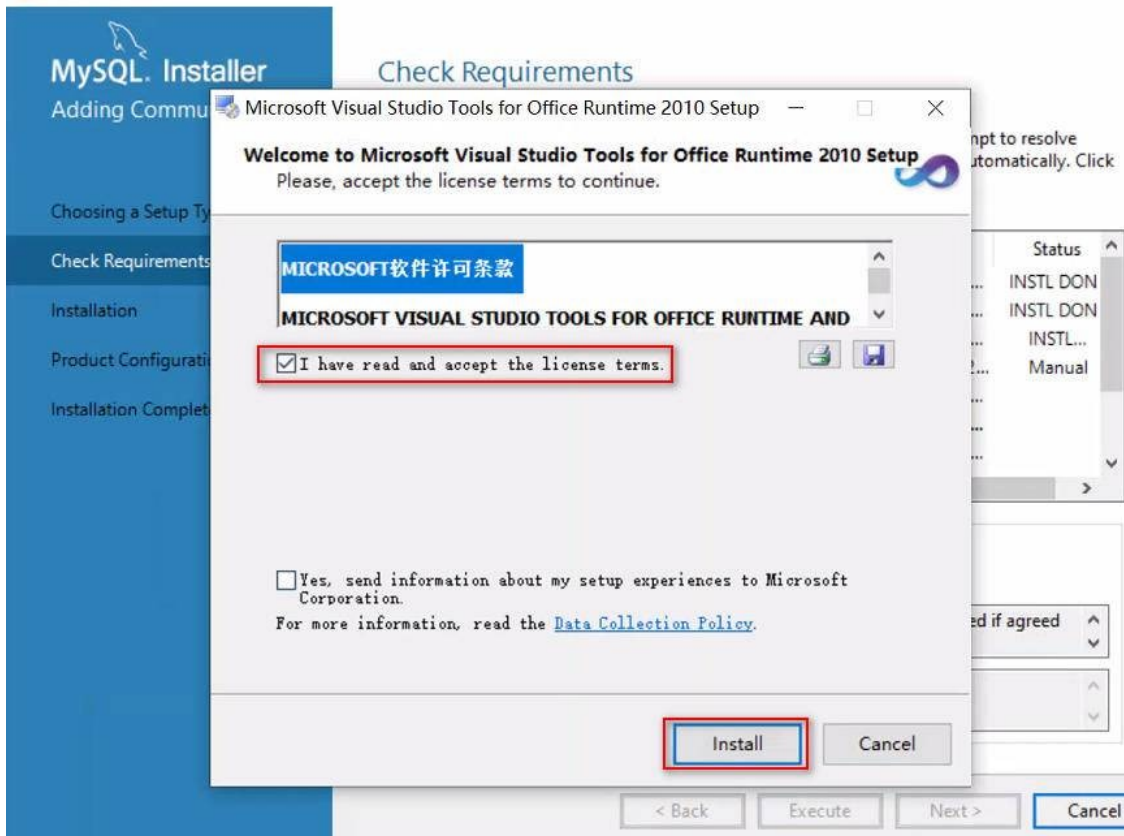 MySQL. Installer
Adding Commu
Check Requirements
mpt to resolve
utomatically. Click
Choosing a Setup Ty
Check Requirements
Installation
Product Configurati
Installation Complet
Microsoft Visual Studio Tools for Office Runtime 2010 Setup
Welcome to Microsoft Visual Studio Tools for Office Runtime 2010 Setup
Please, accept the license terms to continue.
MICROSOFT软件许可条款
MICROSOFT VISUAL STUDIO TOOLS FOR OFFICE RUNTIME AND
I have read and accept the license terms.
Yes, send information about my setup experiences to Microsoft
Corporation.
For more information, read the Data Collection Policy.
Install
Cancel
Status
... INSTL DON
... INSTL DON
... INSTL...
2... Manual
...
...
...
ed if agreed
< Back
Execute
Next >
Cancel